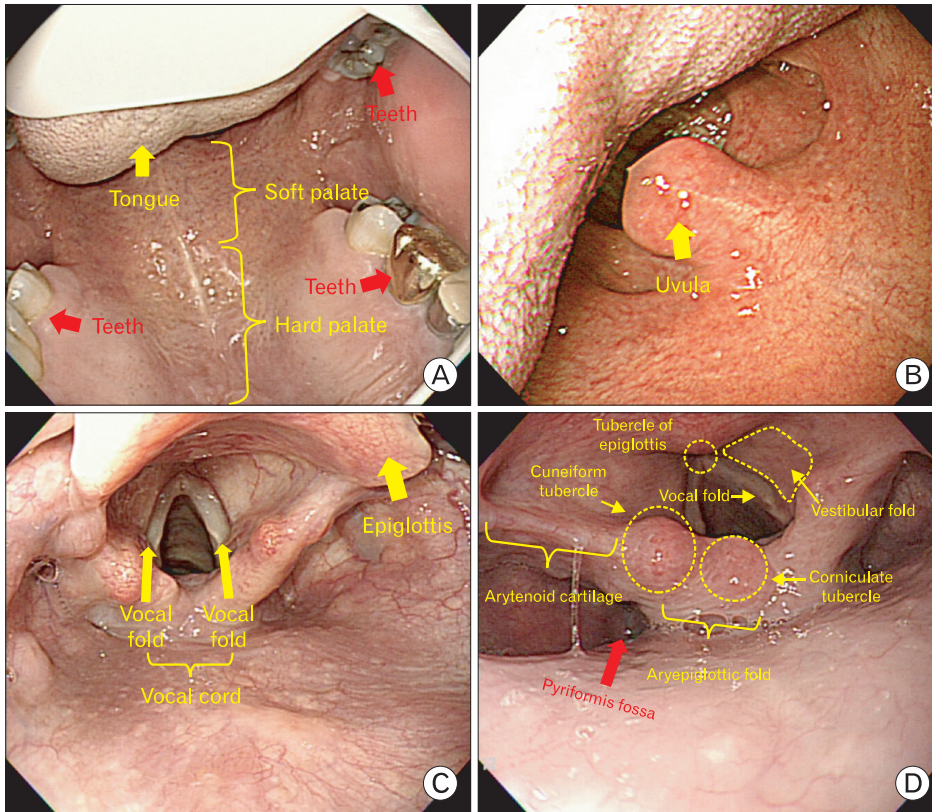 Teeth
Tongue
Soft palate
Teeth
Teeth
Hard palate
A
Uvula
B
Epiglottis
Vocal
fold
Vocal
fold
Vocal cord
C
Tubercle of
epiglottis
Cuneiform
tubercle
Vocal fold
Vestibular fold
Arytenoid cartilage
Corniculate
tubercle
Aryepiglottic fold
Pyriformis fossa
D